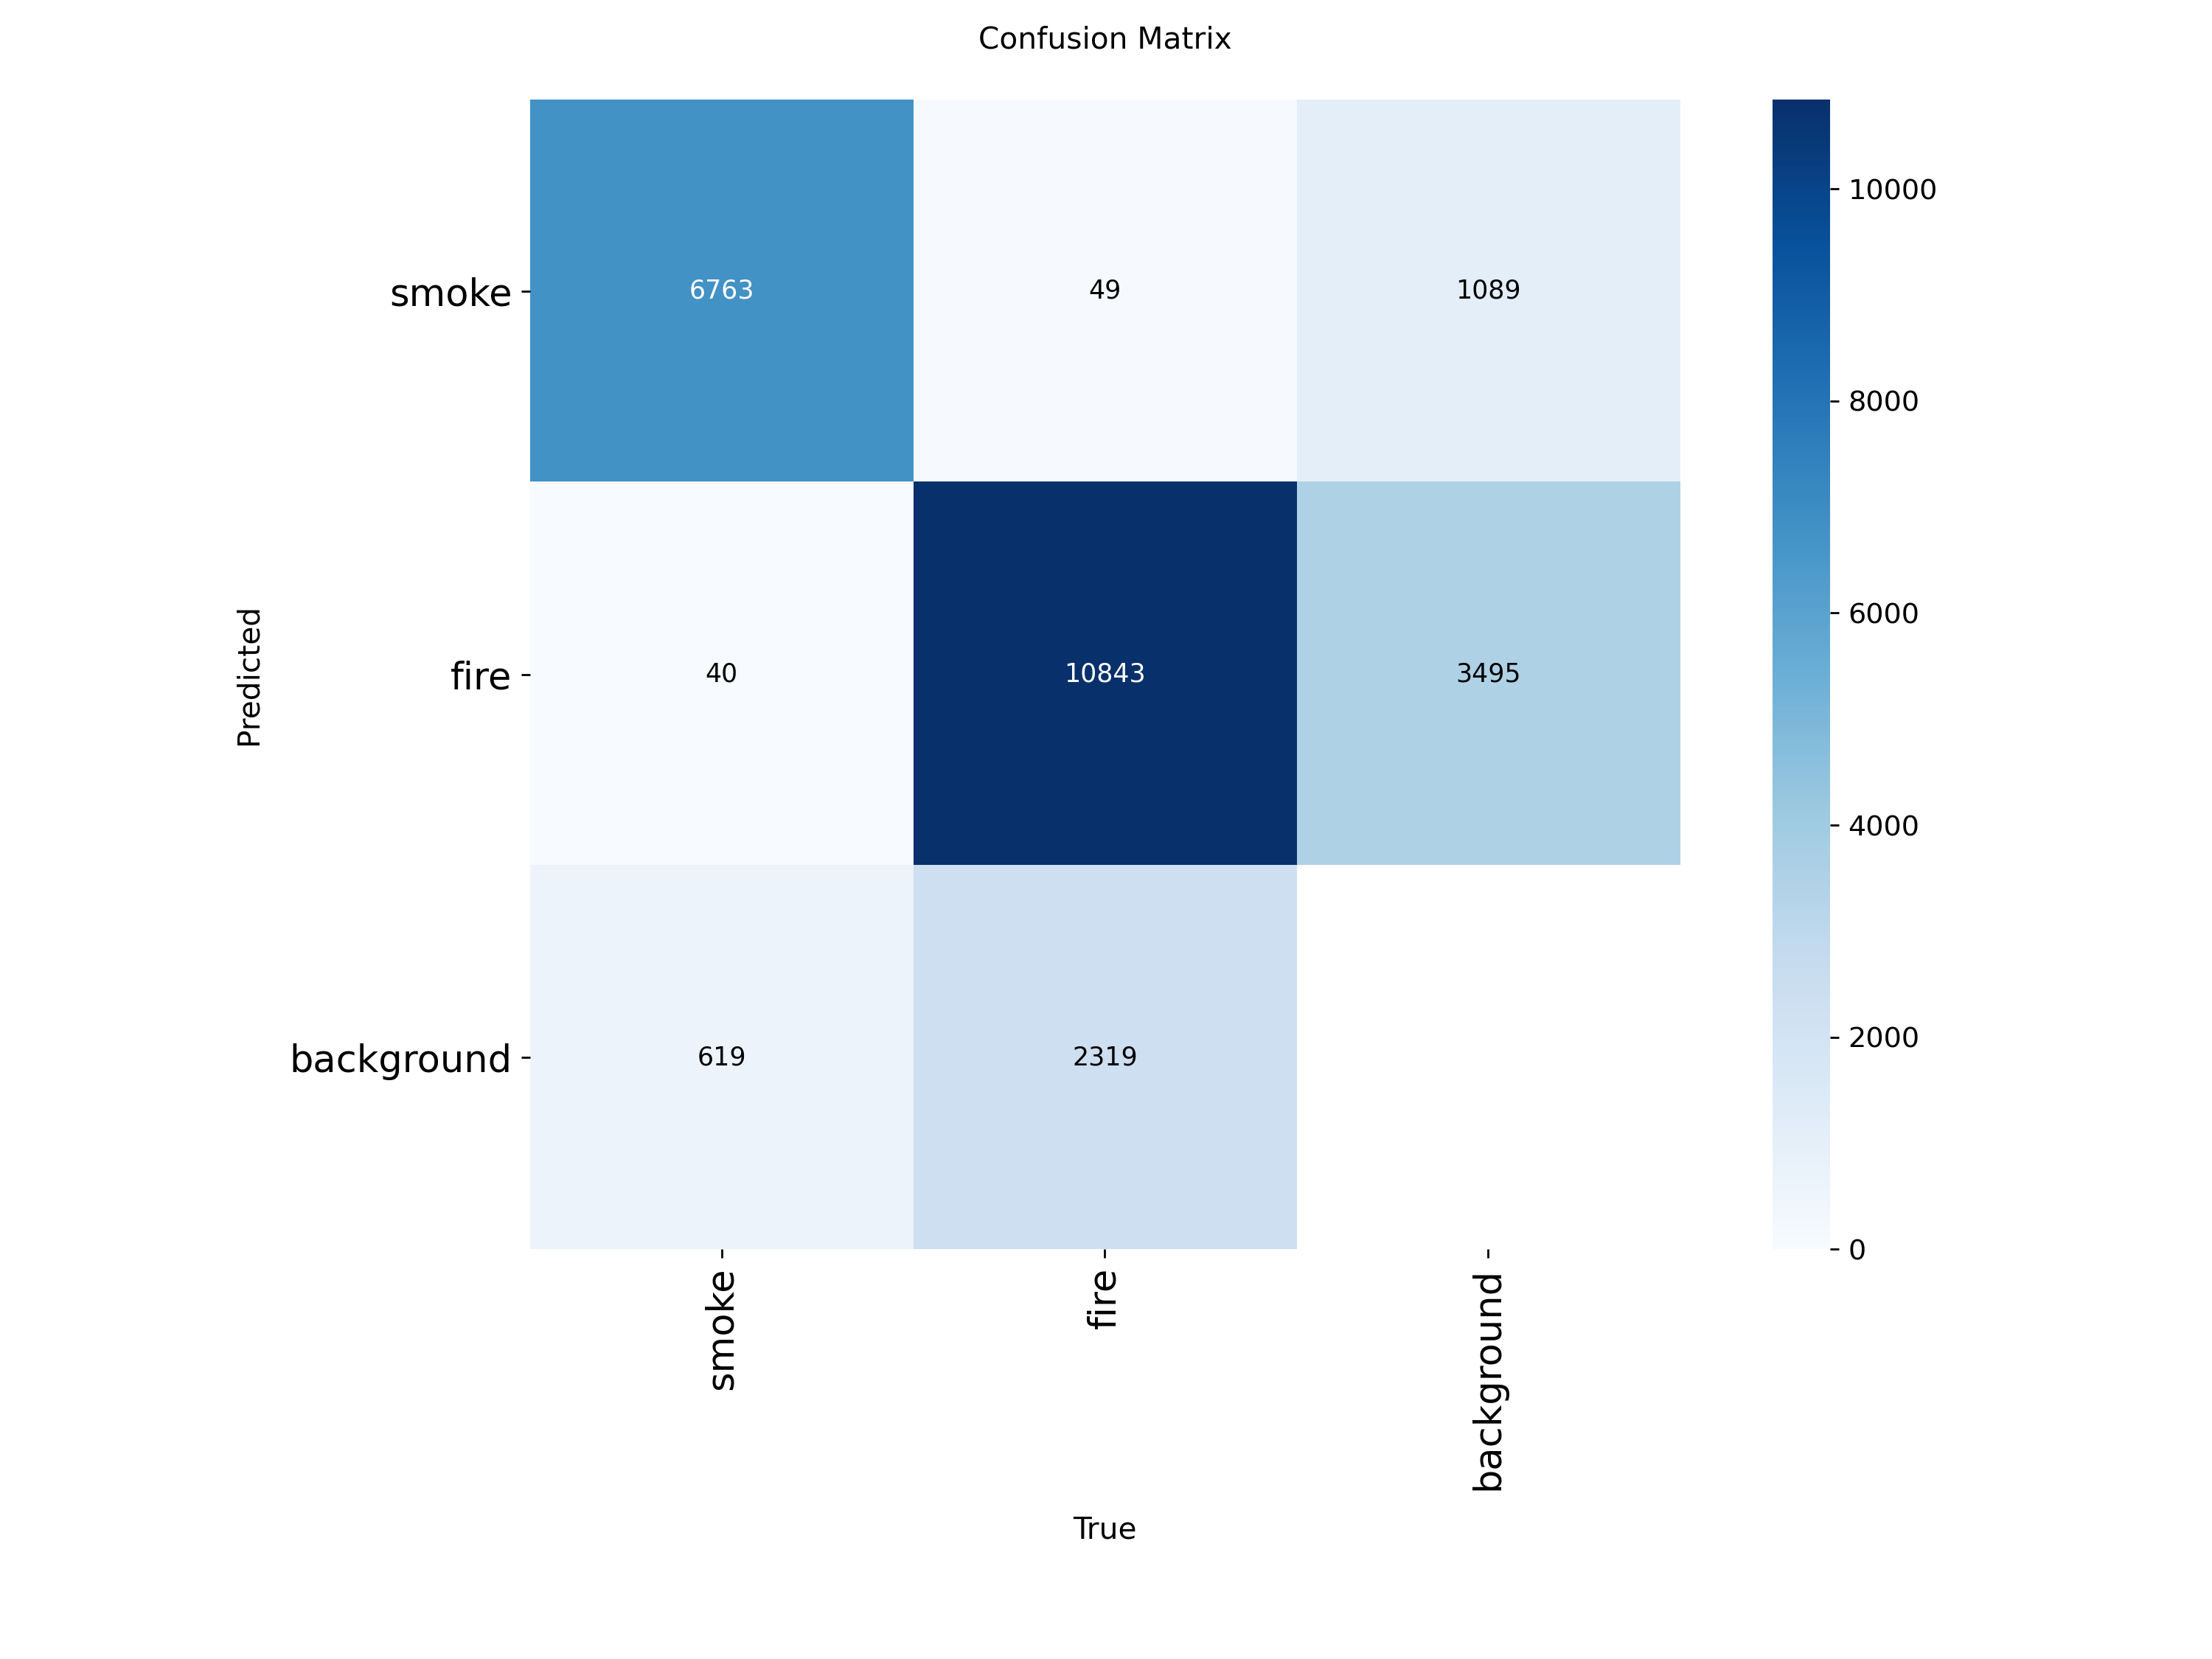 Confusion Matrix
smoke
6763
49
1089
fire
40
10843
3495
background
619
2319
Predicted
smoke
fire
background
True
10000
8000
6000
4000
2000
0